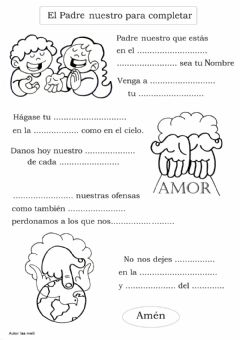 El Padre nuestro para completar
Padre nuestro que estás
en el ........................
........................ sea tu Nombre
Venga a ........................
tu ........................
Hágase tu ........................
en la .................. como en el cielo.
Danos hoy nuestro ..................
de cada ........................
AMOR
........................ nuestras ofensas
como también ..................
perdonamos a los que nos........................
No nos dejes ..................
en la ........................
y .................. del ...............
Amén